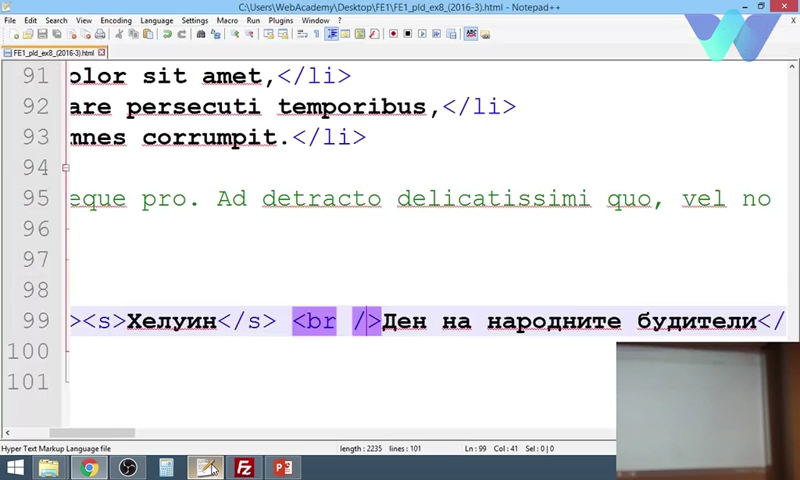 C:\Users\WebAcademy\Desktop\FE1\FE1_pld_ex8_(2016-3).html - Notepad++
File Edit Search View Encoding Language Settings Macro Run Plugins Window ?
FE1_pld_ex8_(2016-3).html
91 olor sit amet,</li>
92 are persecuti temporibus,</li>
93 mnes corrumpit.</li>
94
95 eque pro. Ad detracto delicatissimi quo, vel no
96
97
98
99 ><s>Хелуин</s> <br />Ден на народните будители</
100
101
Hyper Text Markup Language file length : 2235 lines : 101 Ln : 99 Col : 41 Sel : 0 | 0